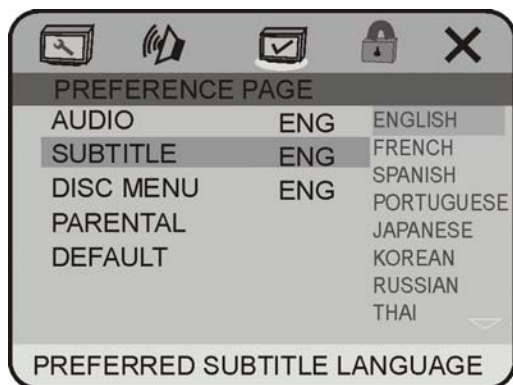 PREFERENCE PAGE
AUDIO ENG
SUBTITLE ENG
DISC MENU ENG
PARENTAL
DEFAULT
ENGLISH
FRENCH
SPANISH
PORTUGUESE
JAPANESE
KOREAN
RUSSIAN
THAI
PREFERRED SUBTITLE LANGUAGE